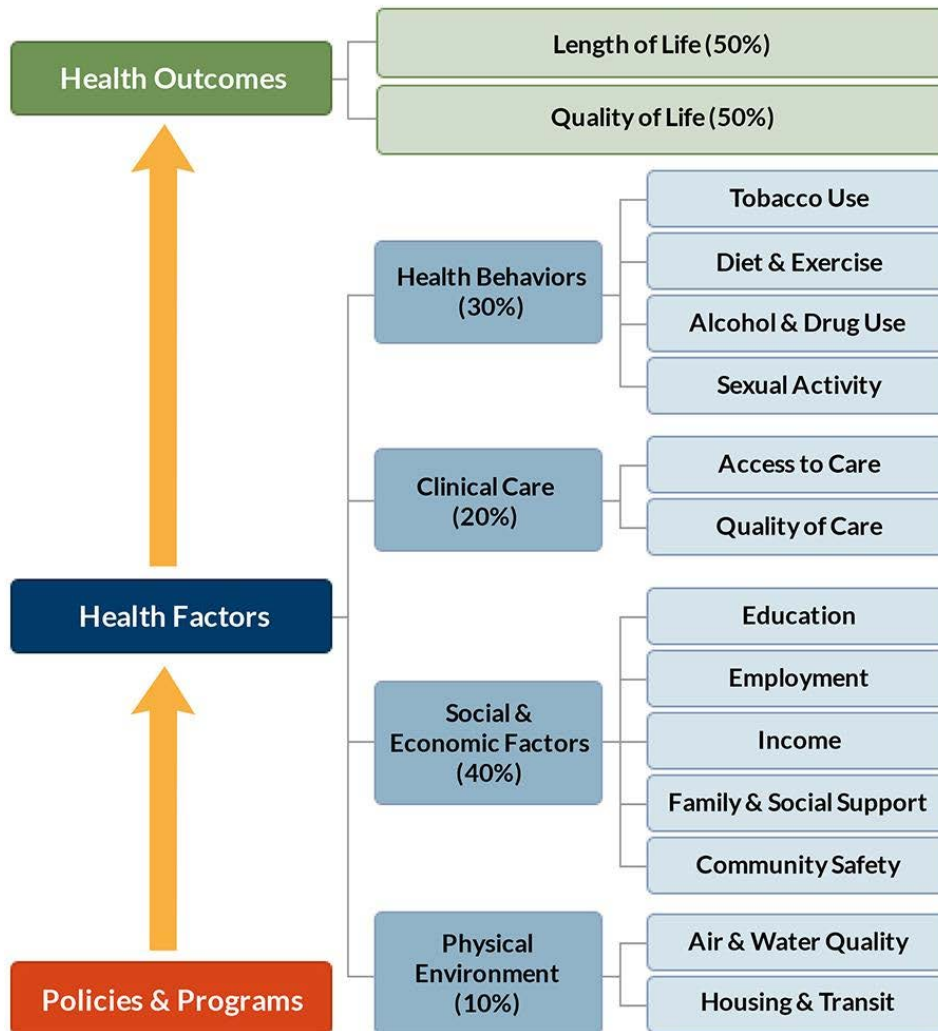 Health Outcomes
Length of Life (50%)
Quality of Life (50%)
Health Factors
Health Behaviors
(30%)
Tobacco Use
Diet & Exercise
Alcohol & Drug Use
Sexual Activity
Clinical Care
(20%)
Access to Care
Quality of Care
Social &
Economic Factors
(40%)
Education
Employment
Income
Family & Social Support
Community Safety
Physical
Environment
(10%)
Air & Water Quality
Housing & Transit
Policies & Programs